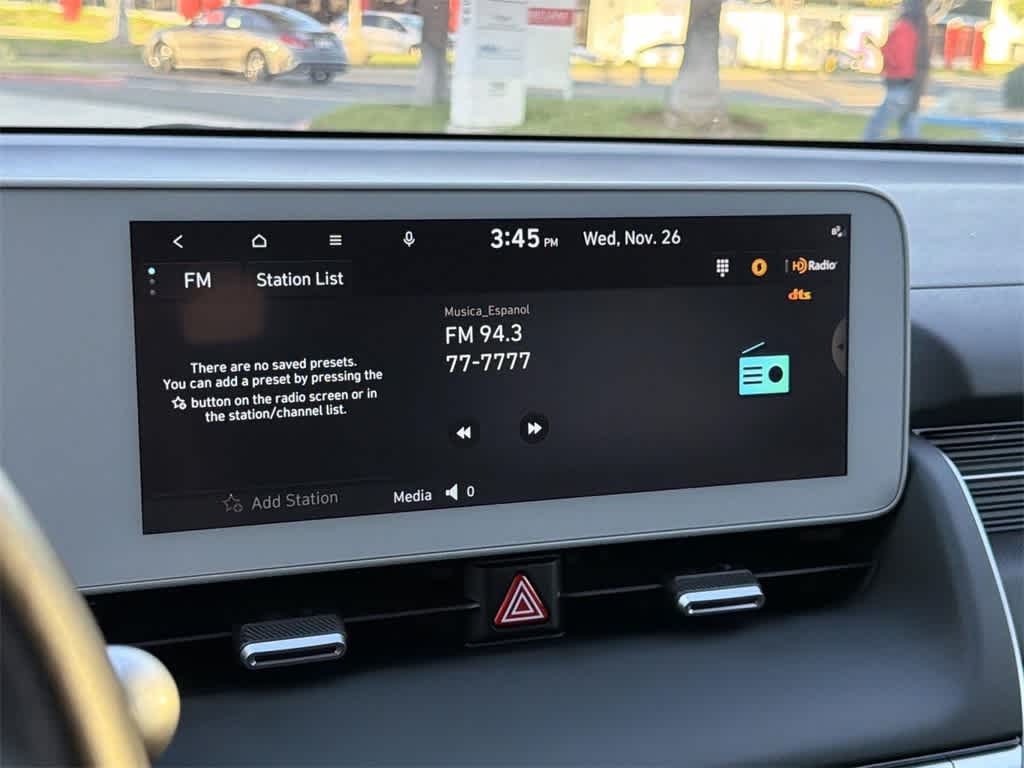 3:45 PM Wed, Nov. 26
FM Station List
HD Radio
dts
Musica_Espanol
FM 94.3
77-7777
There are no saved presets.
You can add a preset by pressing the
button on the radio screen or in
the station/channel list.
Add Station
Media 0